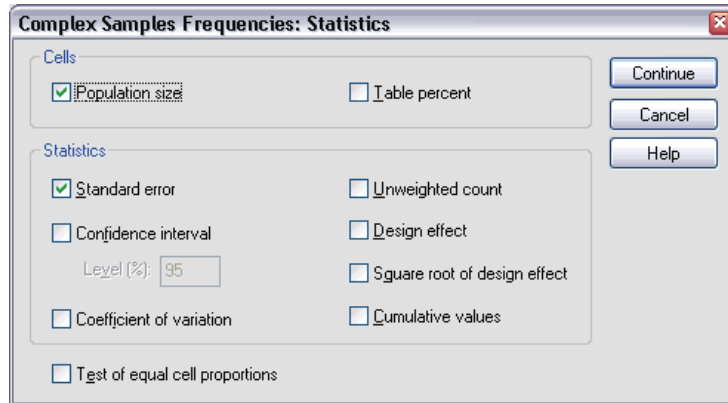 Complex Samples Frequencies: Statistics
Cells
Population size
Table percent
Continue
Cancel
Help
Statistics
Standard error
Unweighted count
Confidence interval
Design effect
Level (%): 95
Square root of design effect
Coefficient of variation
Cumulative values
Test of equal cell proportions